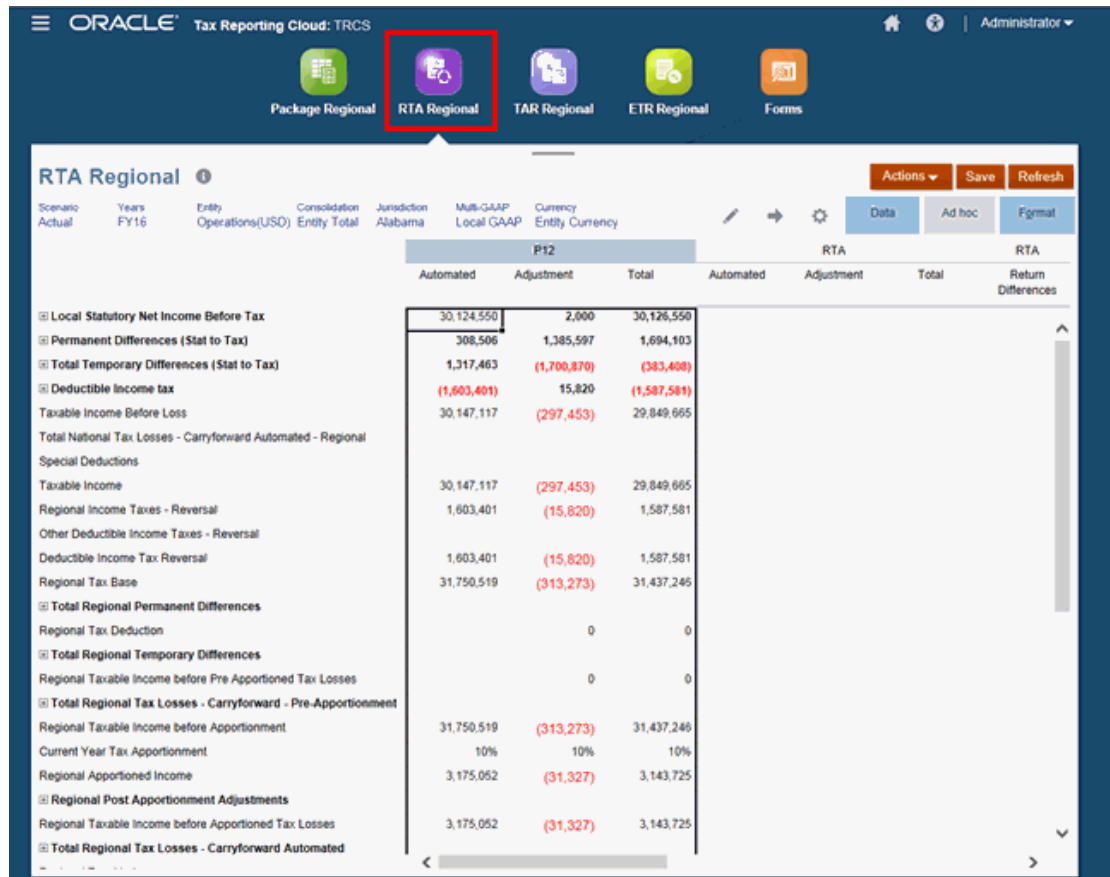 ORACLE Tax Reporting Cloud: TRCS Administrator
Package Regional RTA Regional TAR Regional ETR Regional Forms
RTA Regional
Actions Save Refresh
Scenario Years Entity Consolidation Jurisdiction Multi-GAAP Currency
Actual FY16 Operations(USD) Entity Total Alabama Local GAAP Entity Currency
Data Ad hoc Format
P12 RTA RTA
Automated Adjustment Total Automated Adjustment Total Return Differences
Local Statutory Net Income Before Tax 30,124,550 2,000 30,126,550
Permanent Differences (Stat to Tax) 308,506 1,385,597 1,694,103
Total Temporary Differences (Stat to Tax) 1,317,463 (1,700,870) (383,408)
Deductible Income tax (1,603,401) 15,820 (1,587,581)
Taxable Income Before Loss 30,147,117 (297,453) 29,849,665
Total National Tax Losses - Carryforward Automated - Regional
Special Deductions
Taxable Income 30,147,117 (297,453) 29,849,665
Regional Income Taxes - Reversal 1,603,401 (15,820) 1,587,581
Other Deductible Income Taxes - Reversal
Deductible Income Tax Reversal 1,603,401 (15,820) 1,587,581
Regional Tax Base 31,750,519 (313,273) 31,437,246
Total Regional Permanent Differences
Regional Tax Deduction 0 0
Total Regional Temporary Differences
Regional Taxable Income before Pre Apportioned Tax Losses 0 0
Total Regional Tax Losses - Carryforward - Pre-Apportionment
Regional Taxable Income before Apportionment 31,750,519 (313,273) 31,437,246
Current Year Tax Apportionment 10% 10% 10%
Regional Apportioned Income 3,175,052 (31,327) 3,143,725
Regional Post Apportionment Adjustments
Regional Taxable Income before Apportioned Tax Losses 3,175,052 (31,327) 3,143,725
Total Regional Tax Losses - Carryforward Automated